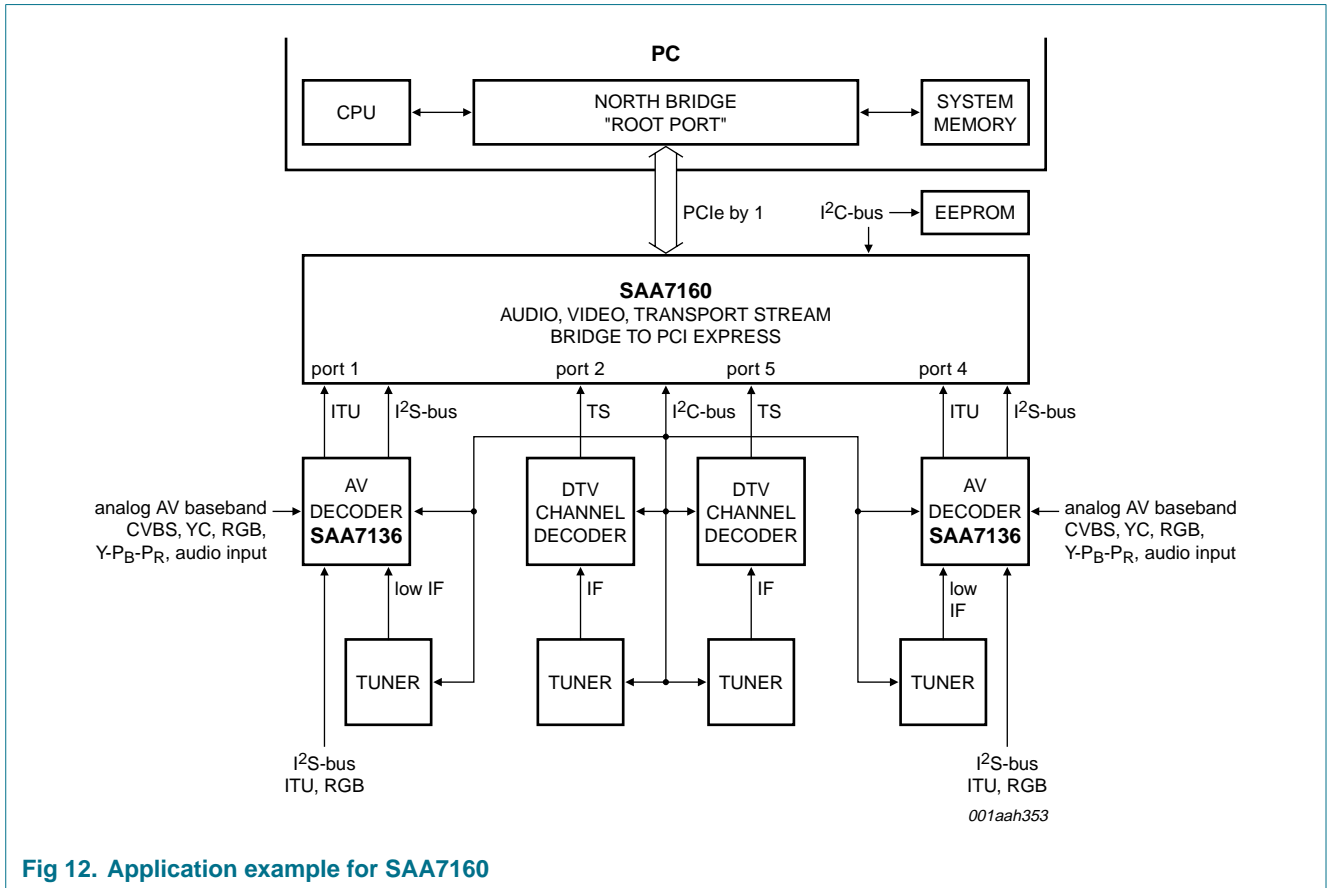 PC
CPU
NORTH BRIDGE
"ROOT PORT"
SYSTEM
MEMORY
PCIe by 1
I2C-bus
EEPROM
SAA7160
AUDIO, VIDEO, TRANSPORT STREAM
BRIDGE TO PCI EXPRESS
port 1
port 2
port 5
port 4
ITU
I2S-bus
TS
I2C-bus
TS
ITU
I2S-bus
analog AV baseband
CVBS, YC, RGB,
Y-PB-PR, audio input
AV
DECODER
SAA7136
DTV
CHANNEL
DECODER
DTV
CHANNEL
DECODER
AV
DECODER
SAA7136
analog AV baseband
CVBS, YC, RGB,
Y-PB-PR, audio input
low IF
IF
IF
low
IF
TUNER
TUNER
TUNER
TUNER
I2S-bus
ITU, RGB
I2S-bus
ITU, RGB
001aah353
Fig 12. Application example for SAA7160